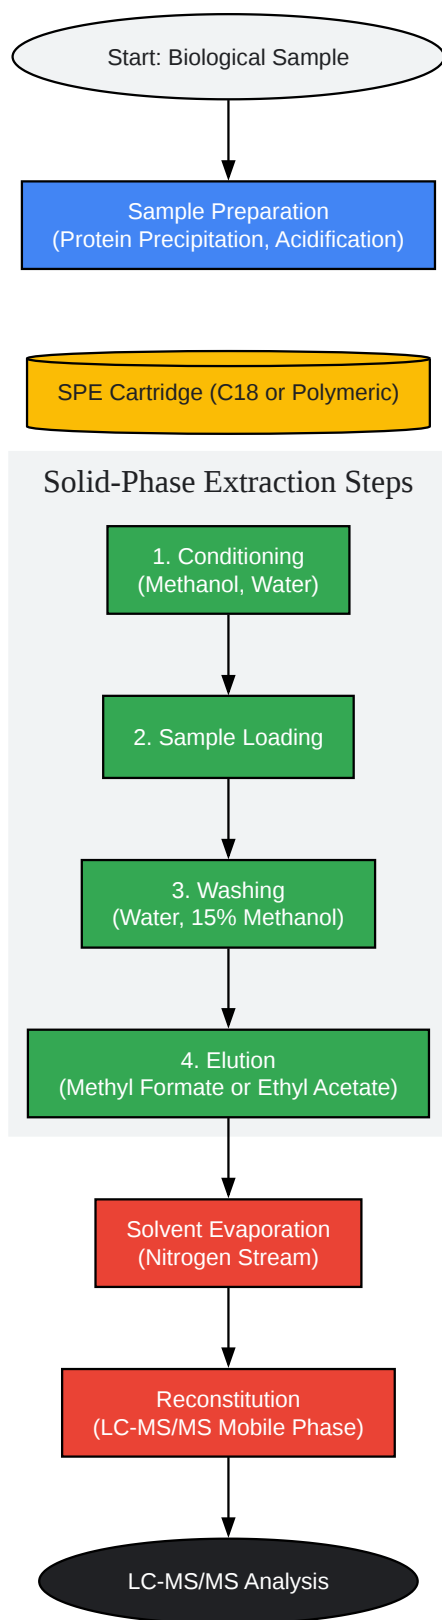 Start: Biological Sample
Sample Preparation
(Protein Precipitation, Acidification)
SPE Cartridge (C18 or Polymeric)
Solid-Phase Extraction Steps
1. Conditioning
(Methanol, Water)
2. Sample Loading
3. Washing
(Water, 15% Methanol)
4. Elution
(Methyl Formate or Ethyl Acetate)
Solvent Evaporation
(Nitrogen Stream)
Reconstitution
(LC-MS/MS Mobile Phase)
LC-MS/MS Analysis